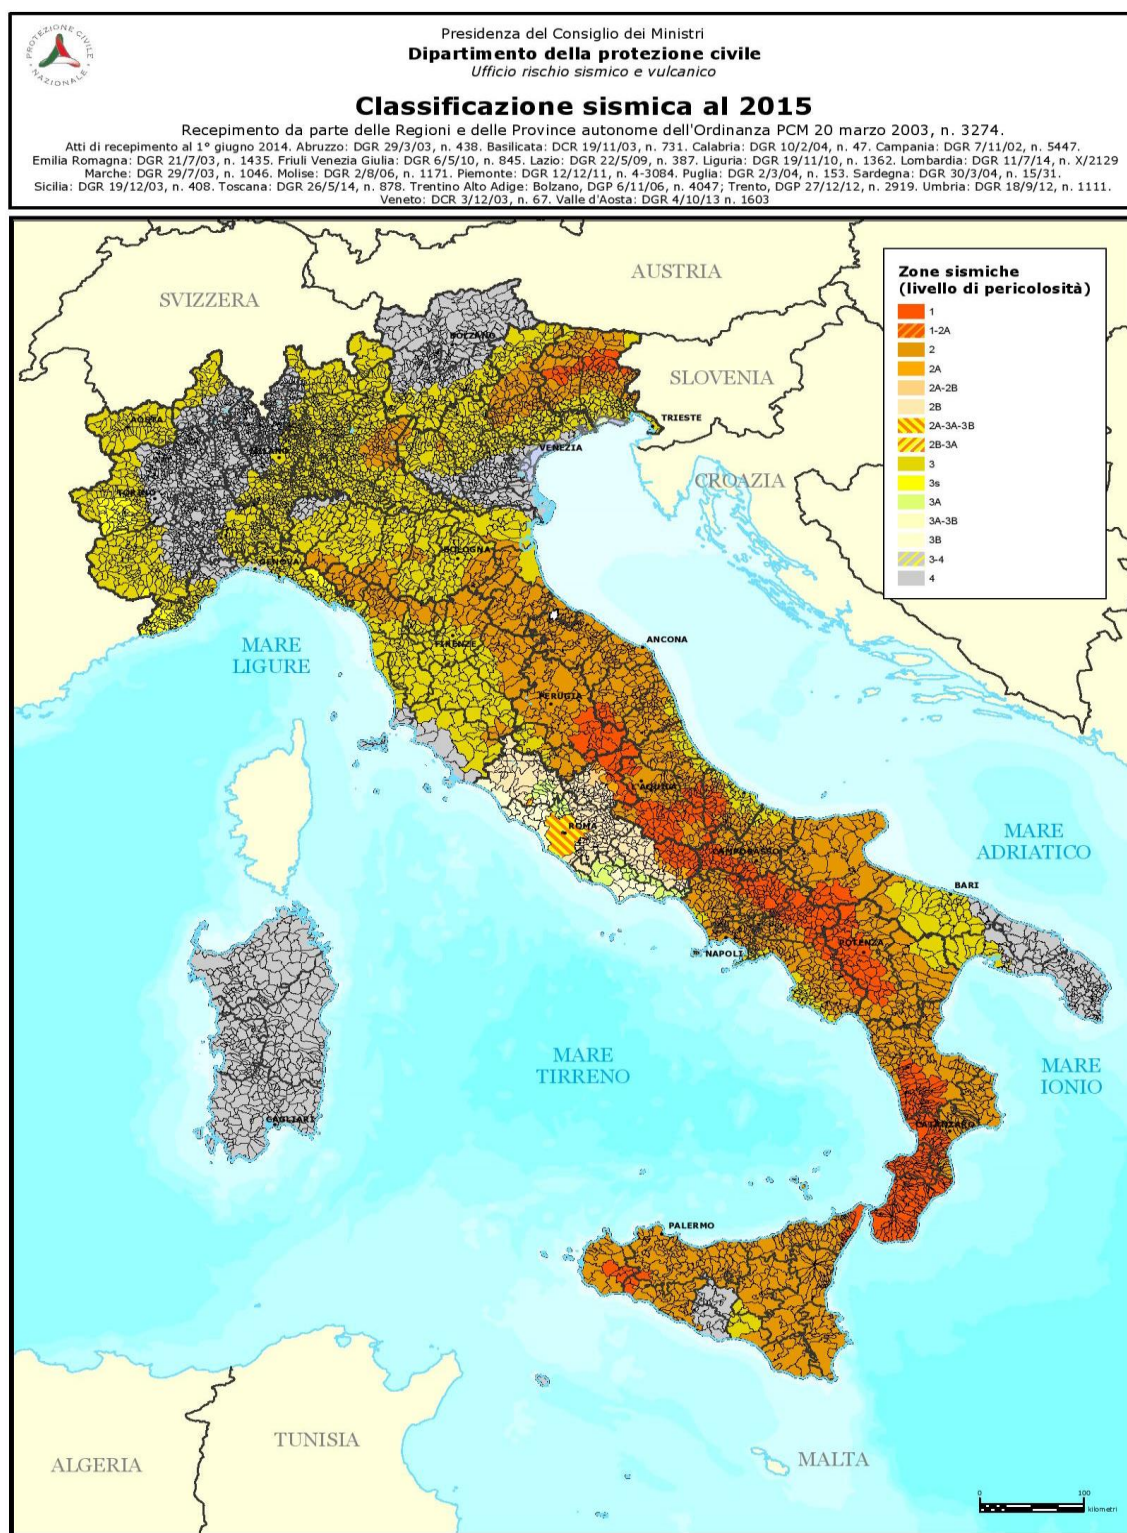 PROTEZIONE CIVILE
NAZIONALE
Presidenza del Consiglio dei Ministri
Dipartimento della protezione civile
Ufficio rischio sismico e vulcanico
Classificazione sismica al 2015
Recepimento da parte delle Regioni e delle Province autonome dell'Ordinanza PCM 20 marzo 2003, n. 3274.
Atti di recepimento al 1° giugno 2014. Abruzzo: DGR 29/3/03, n. 438. Basilicata: DCR 19/11/03, n. 731. Calabria: DGR 10/2/04, n. 47. Campania: DGR 7/11/02, n. 5447.
Emilia Romagna: DGR 21/7/03, n. 1435. Friuli Venezia Giulia: DGR 6/5/10, n. 845. Lazio: DGR 22/5/09, n. 387. Liguria: DGR 19/11/10, n. 1362. Lombardia: DGR 11/7/14, n. X/2129
Marche: DGR 29/7/03, n. 1046. Molise: DGR 2/8/06, n. 1171. Piemonte: DGR 12/12/11, n. 4-3084. Puglia: DGR 2/3/04, n. 153. Sardegna: DGR 30/3/04, n. 15/31.
Sicilia: DGR 19/12/03, n. 408. Toscana: DGR 26/5/14, n. 878. Trentino Alto Adige: Bolzano, DGP 6/11/06, n. 4047; Trento, DGP 27/12/12, n. 2919. Umbria: DGR 18/9/12, n. 1111.
Veneto: DCR 3/12/03, n. 67. Valle d'Aosta: DGR 4/10/13 n. 1603
Zone sismiche
(livello di pericolosità)
1
1-2A
2
2A
2A-2B
2B
2A-3A-3B
2B-3A
3
3s
3A
3A-3B
3B
3-4
4
AUSTRIA
SVIZZERA
BOLZANO
SLOVENIA
AOSTA
TRIESTE
MILANO
VENEZIA
CROAZIA
TORINO
BOLOGNA
GENOVA
FIRENZE
ANCONA
MARE
LIGURE
PERUGIA
L'AQUILA
ROMA
MARE
ADRIATICO
CAMPOBASSO
BARI
POTENZA
NAPOLI
MARE
TIRRENO
MARE
IONIO
CAGLIARI
CATANZARO
PALERMO
TUNISIA
ALGERIA
MALTA
0 100
kilometri